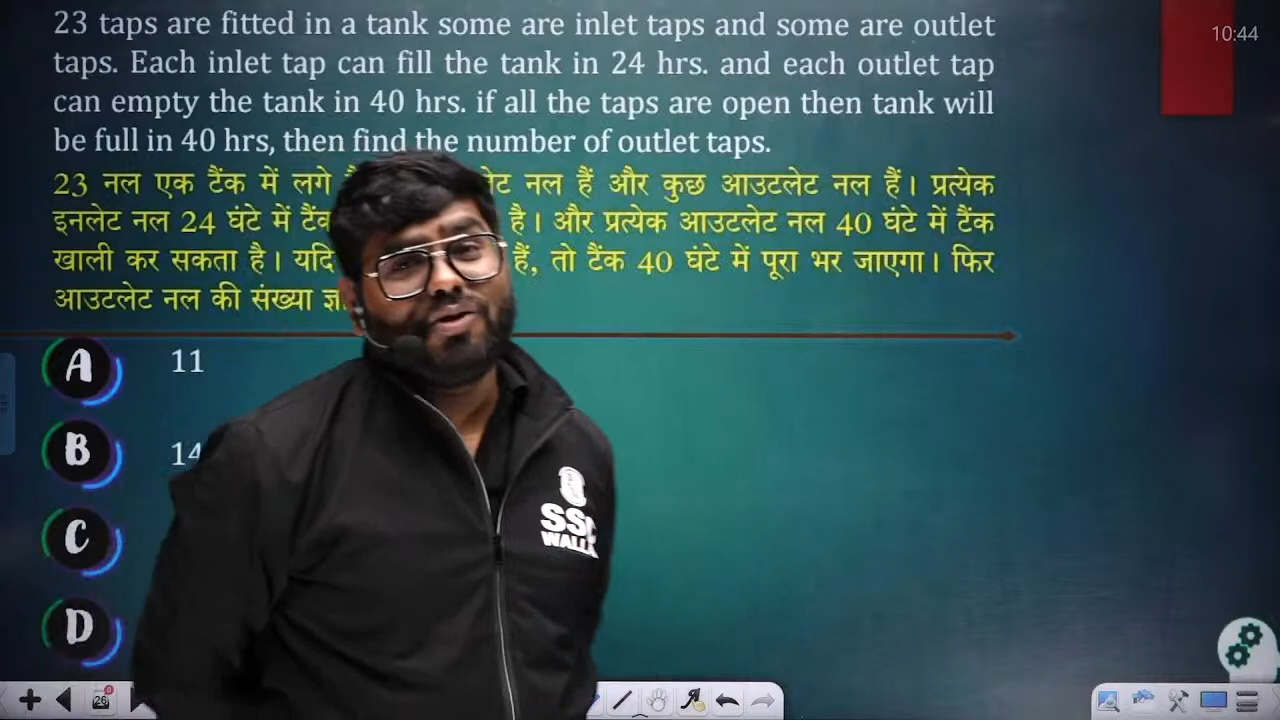 23 taps are fitted in a tank some are inlet taps and some are outlet
10:44
taps. Each inlet tap can fill the tank in 24 hrs. and each outlet tap
can empty the tank in 40 hrs. if all the taps are open then tank will
be full in 40 hrs, then find the number of outlet taps.
23 नल एक टैंक में लगे नल हैं और कुछ आउटलेट नल हैं। प्रत्येक
इनलेट नल 24 घंटे में है। और प्रत्येक आउटलेट नल 40 घंटे में टैंक
खाली कर सकता है। यदि हैं, तो टैंक 40 घंटे में पूरा भर जाएगा। फिर
आउटलेट नल की संख्या
A 11
B 14
C
D
SSC
WALLA
26